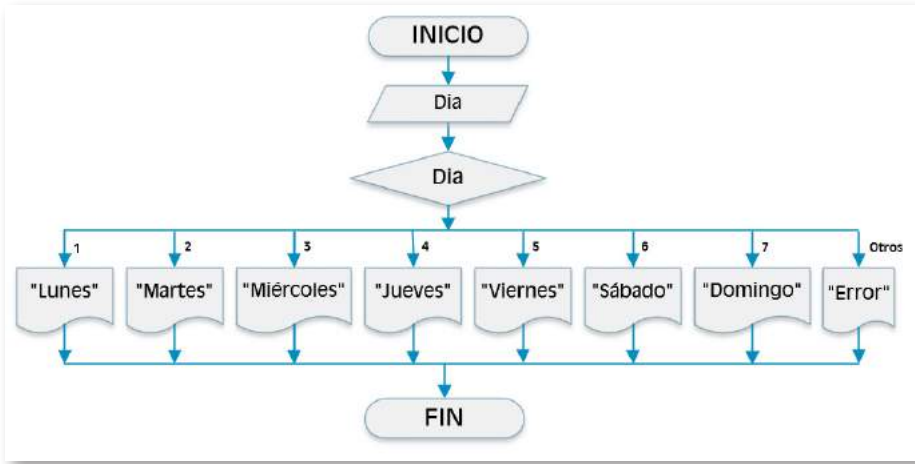 INICIO
Dia
Dia
1 2 3 4 5 6 7 Otros
"Lunes" "Martes" "Miércoles" "Jueves" "Viernes" "Sábado" "Domingo" "Error"
FIN